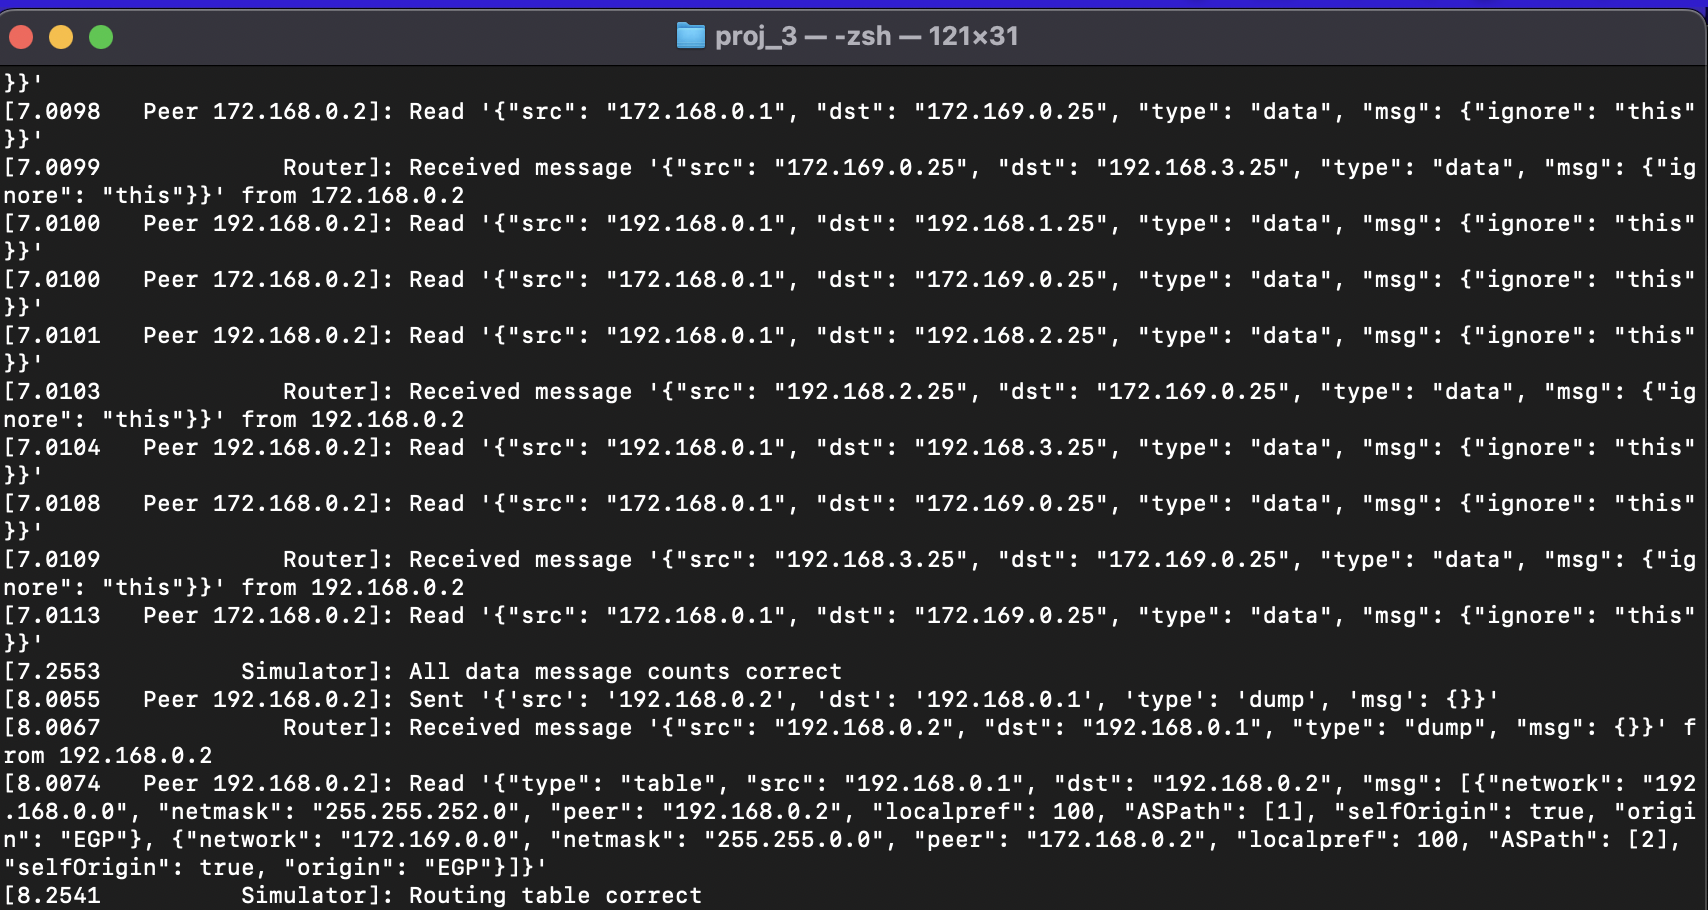 proj_3 — -zsh — 121×31
}}'
[7.0098   Peer 172.168.0.2]: Read '{"src": "172.168.0.1", "dst": "172.169.0.25", "type": "data", "msg": {"ignore": "this"
}}'
[7.0099             Router]: Received message '{"src": "172.169.0.25", "dst": "192.168.3.25", "type": "data", "msg": {"ig
nore": "this"}}' from 172.168.0.2
[7.0100   Peer 192.168.0.2]: Read '{"src": "192.168.0.1", "dst": "192.168.1.25", "type": "data", "msg": {"ignore": "this"
}}'
[7.0100   Peer 172.168.0.2]: Read '{"src": "172.168.0.1", "dst": "172.169.0.25", "type": "data", "msg": {"ignore": "this"
}}'
[7.0101   Peer 192.168.0.2]: Read '{"src": "192.168.0.1", "dst": "192.168.2.25", "type": "data", "msg": {"ignore": "this"
}}'
[7.0103             Router]: Received message '{"src": "192.168.2.25", "dst": "172.169.0.25", "type": "data", "msg": {"ig
nore": "this"}}' from 192.168.0.2
[7.0104   Peer 192.168.0.2]: Read '{"src": "192.168.0.1", "dst": "192.168.3.25", "type": "data", "msg": {"ignore": "this"
}}'
[7.0108   Peer 172.168.0.2]: Read '{"src": "172.168.0.1", "dst": "172.169.0.25", "type": "data", "msg": {"ignore": "this"
}}'
[7.0109             Router]: Received message '{"src": "192.168.3.25", "dst": "172.169.0.25", "type": "data", "msg": {"ig
nore": "this"}}' from 192.168.0.2
[7.0113   Peer 172.168.0.2]: Read '{"src": "172.168.0.1", "dst": "172.169.0.25", "type": "data", "msg": {"ignore": "this"
}}'
[7.2553          Simulator]: All data message counts correct
[8.0055   Peer 192.168.0.2]: Sent '{'src': '192.168.0.2', 'dst': '192.168.0.1', 'type': 'dump', 'msg': {}}'
[8.0067             Router]: Received message '{"src": "192.168.0.2", "dst": "192.168.0.1", "type": "dump", "msg": {}}' f
rom 192.168.0.2
[8.0074   Peer 192.168.0.2]: Read '{"type": "table", "src": "192.168.0.1", "dst": "192.168.0.2", "msg": [{"network": "192
.168.0.0", "netmask": "255.255.252.0", "peer": "192.168.0.2", "localpref": 100, "ASPath": [1], "selfOrigin": true, "origi
n": "EGP"}, {"network": "172.169.0.0", "netmask": "255.255.0.0", "peer": "172.168.0.2", "localpref": 100, "ASPath": [2],
"selfOrigin": true, "origin": "EGP"}]}'
[8.2541          Simulator]: Routing table correct